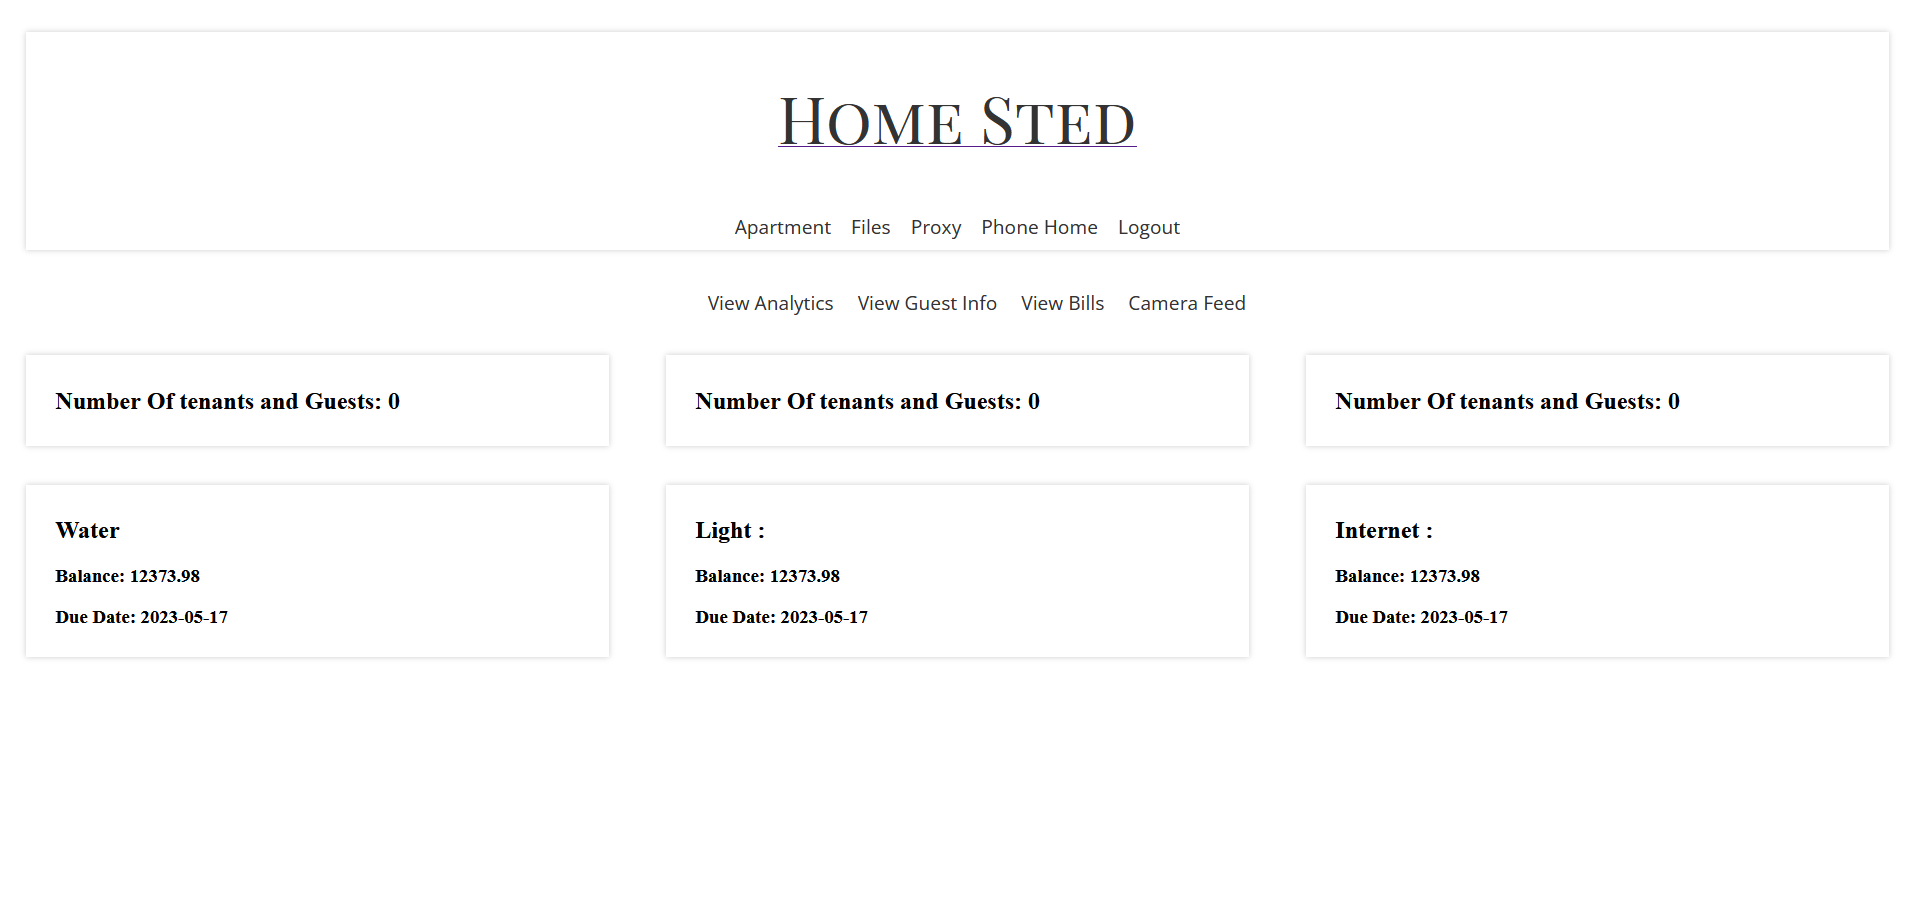 Home Sted
Apartment Files Proxy Phone Home Logout
View Analytics View Guest Info View Bills Camera Feed
Number Of tenants and Guests: 0
Number Of tenants and Guests: 0
Number Of tenants and Guests: 0
Water
Balance: 12373.98
Due Date: 2023-05-17
Light :
Balance: 12373.98
Due Date: 2023-05-17
Internet :
Balance: 12373.98
Due Date: 2023-05-17